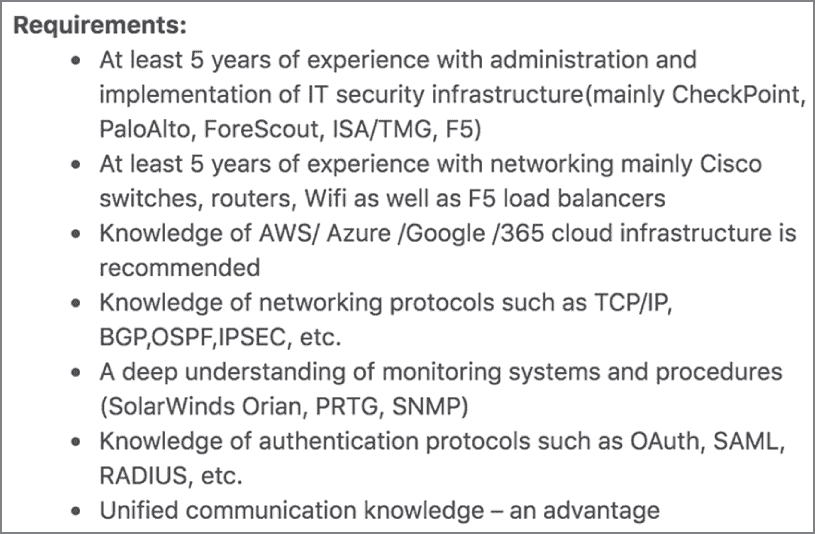 Requirements:
• At least 5 years of experience with administration and
implementation of IT security infrastructure(mainly CheckPoint,
PaloAlto, ForeScout, ISA/TMG, F5)
• At least 5 years of experience with networking mainly Cisco
switches, routers, Wifi as well as F5 load balancers
• Knowledge of AWS/ Azure /Google /365 cloud infrastructure is
recommended
• Knowledge of networking protocols such as TCP/IP,
BGP,OSPF,IPSEC, etc.
• A deep understanding of monitoring systems and procedures
(SolarWinds Orian, PRTG, SNMP)
• Knowledge of authentication protocols such as OAuth, SAML,
RADIUS, etc.
• Unified communication knowledge – an advantage